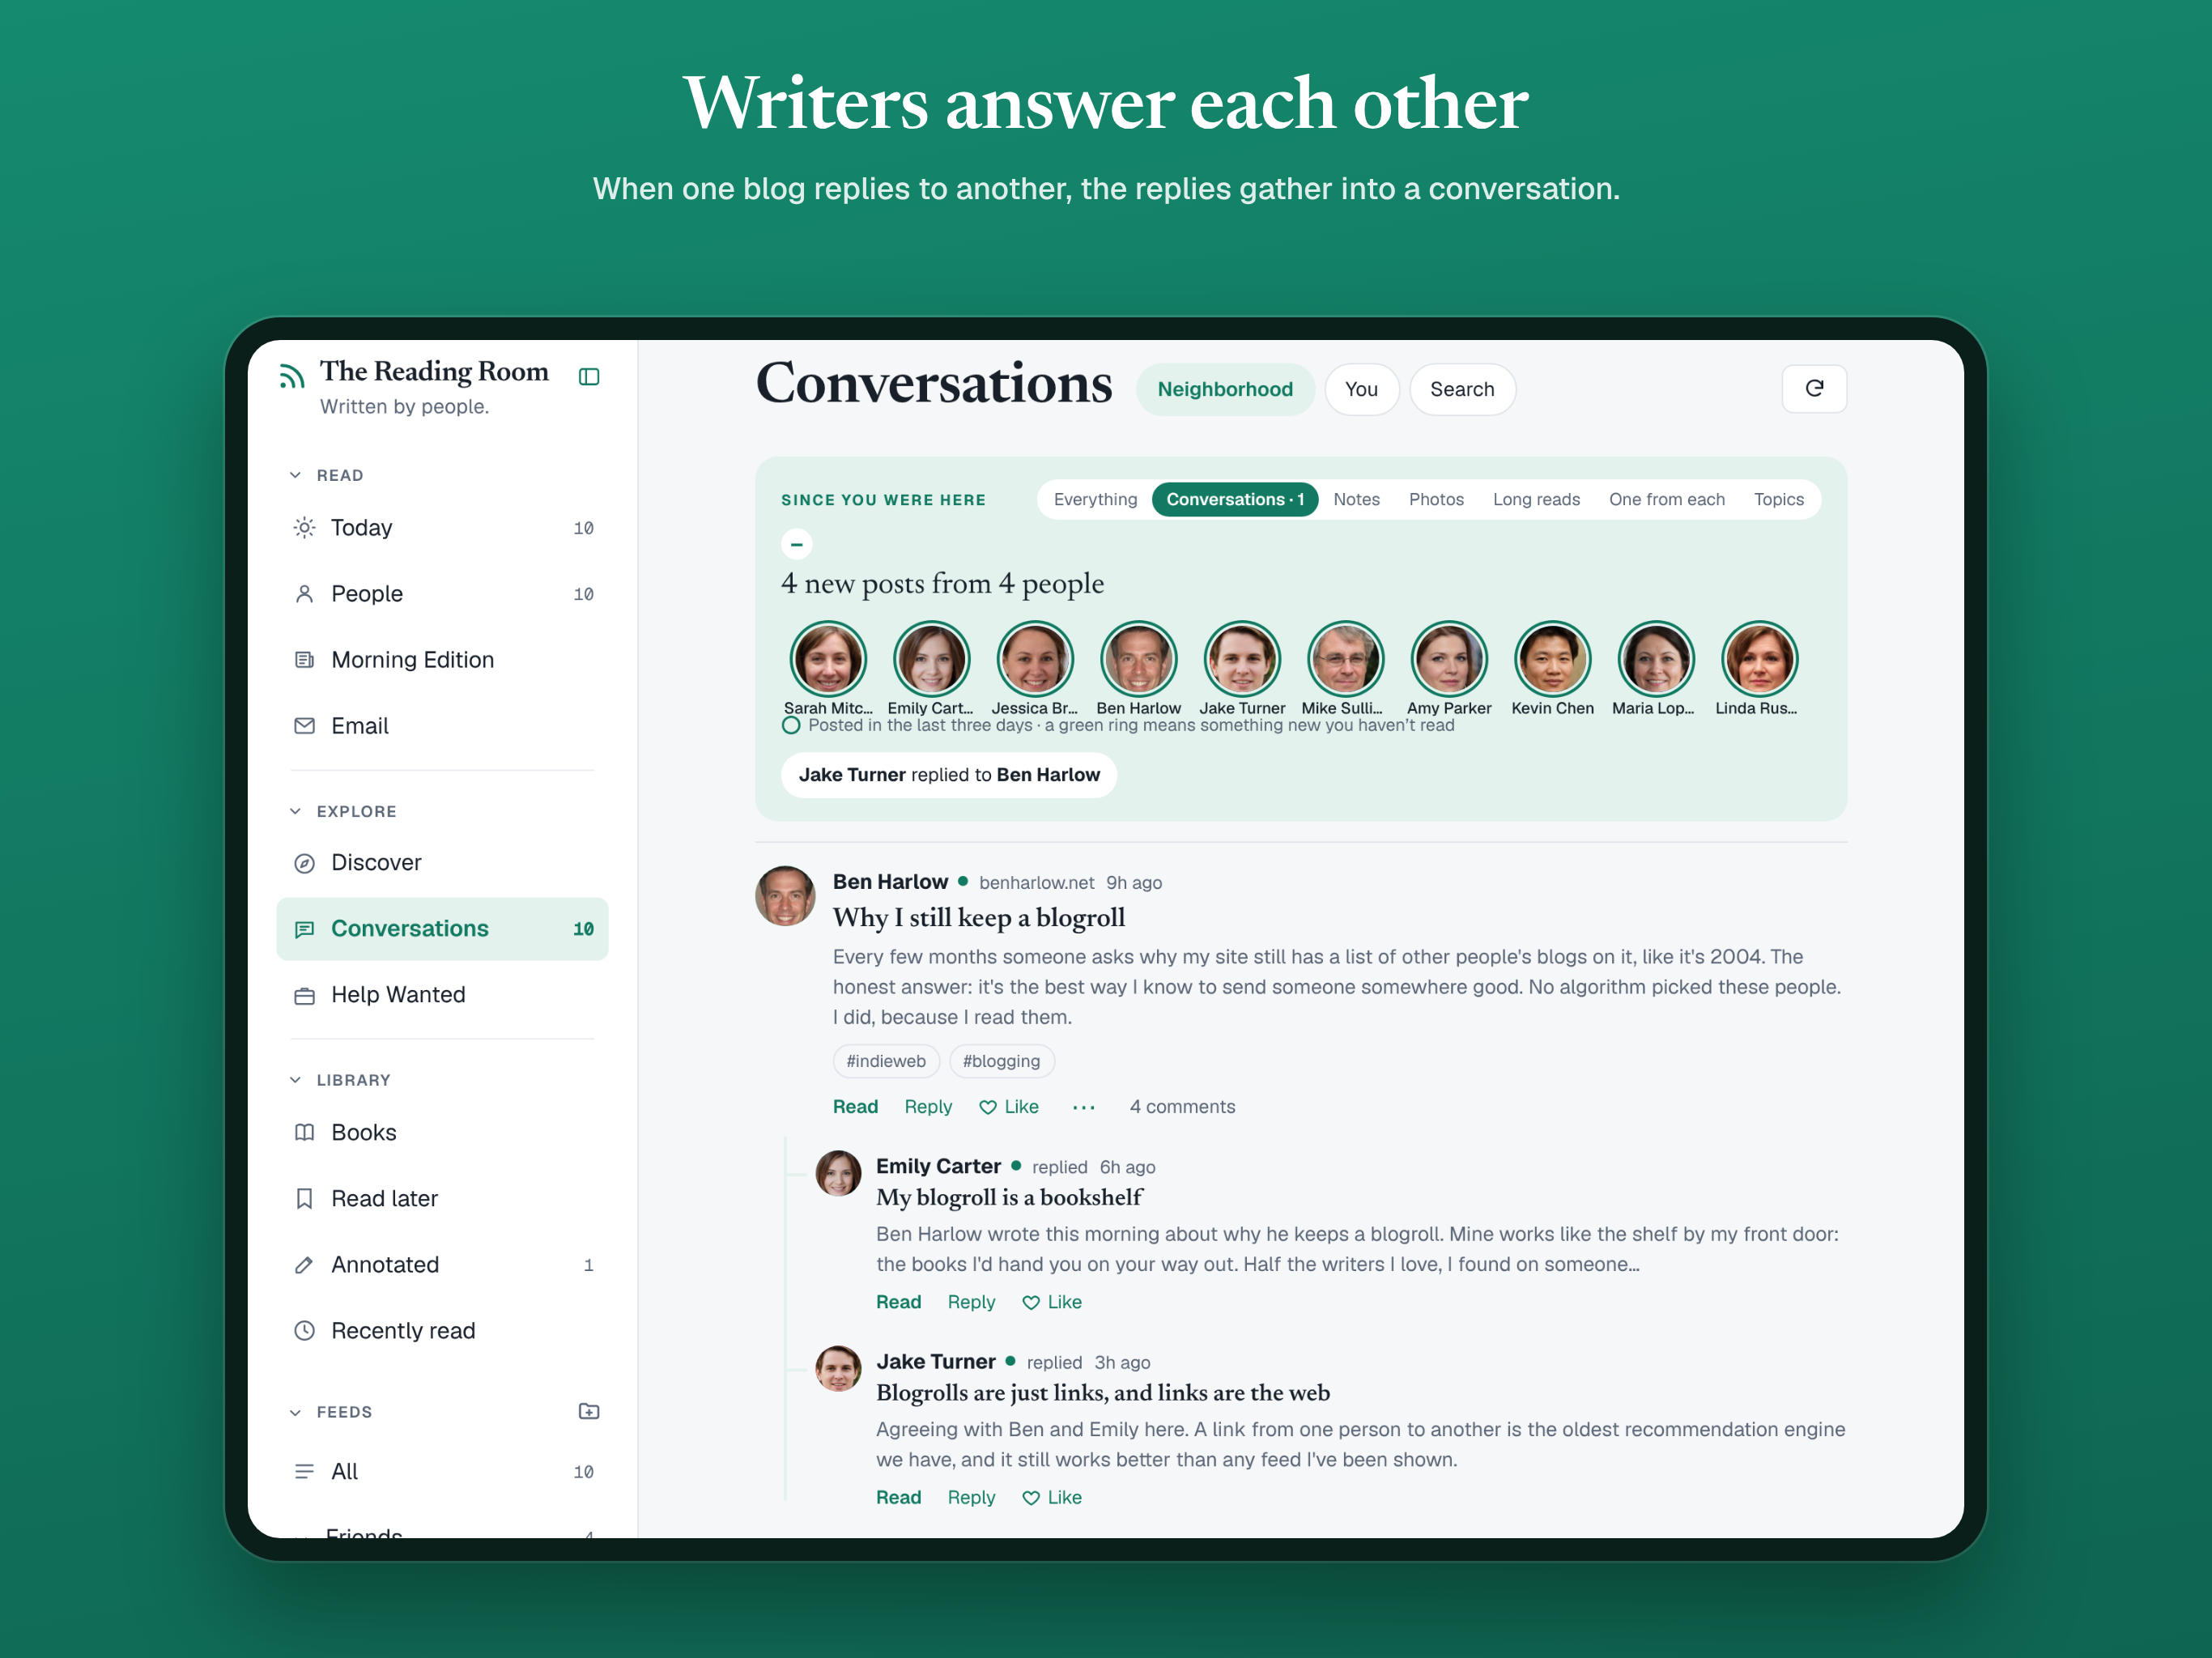 Writers answer each other
When one blog replies to another, the replies gather into a conversation.
The Reading Room
Written by people.
READ
Today 10
People 10
Morning Edition
Email
EXPLORE
Discover
Conversations 10
Help Wanted
LIBRARY
Books
Read later
Annotated 1
Recently read
FEEDS
All 10
Friends 4
Conversations Neighborhood You Search
SINCE YOU WERE HERE Everything Conversations · 1 Notes Photos Long reads One from each Topics
4 new posts from 4 people
Sarah Mitc... Emily Cart... Jessica Br... Ben Harlow Jake Turner Mike Sulli... Amy Parker Kevin Chen Maria Lop... Linda Rus...
Posted in the last three days · a green ring means something new you haven’t read
Jake Turner replied to Ben Harlow
Ben Harlow benharlow.net 9h ago
Why I still keep a blogroll
Every few months someone asks why my site still has a list of other people's blogs on it, like it's 2004. The
honest answer: it's the best way I know to send someone somewhere good. No algorithm picked these people.
I did, because I read them.
#indieweb #blogging
Read Reply Like ... 4 comments
Emily Carter replied 6h ago
My blogroll is a bookshelf
Ben Harlow wrote this morning about why he keeps a blogroll. Mine works like the shelf by my front door:
the books I'd hand you on your way out. Half the writers I love, I found on someone...
Read Reply Like
Jake Turner replied 3h ago
Blogrolls are just links, and links are the web
Agreeing with Ben and Emily here. A link from one person to another is the oldest recommendation engine
we have, and it still works better than any feed I've been shown.
Read Reply Like